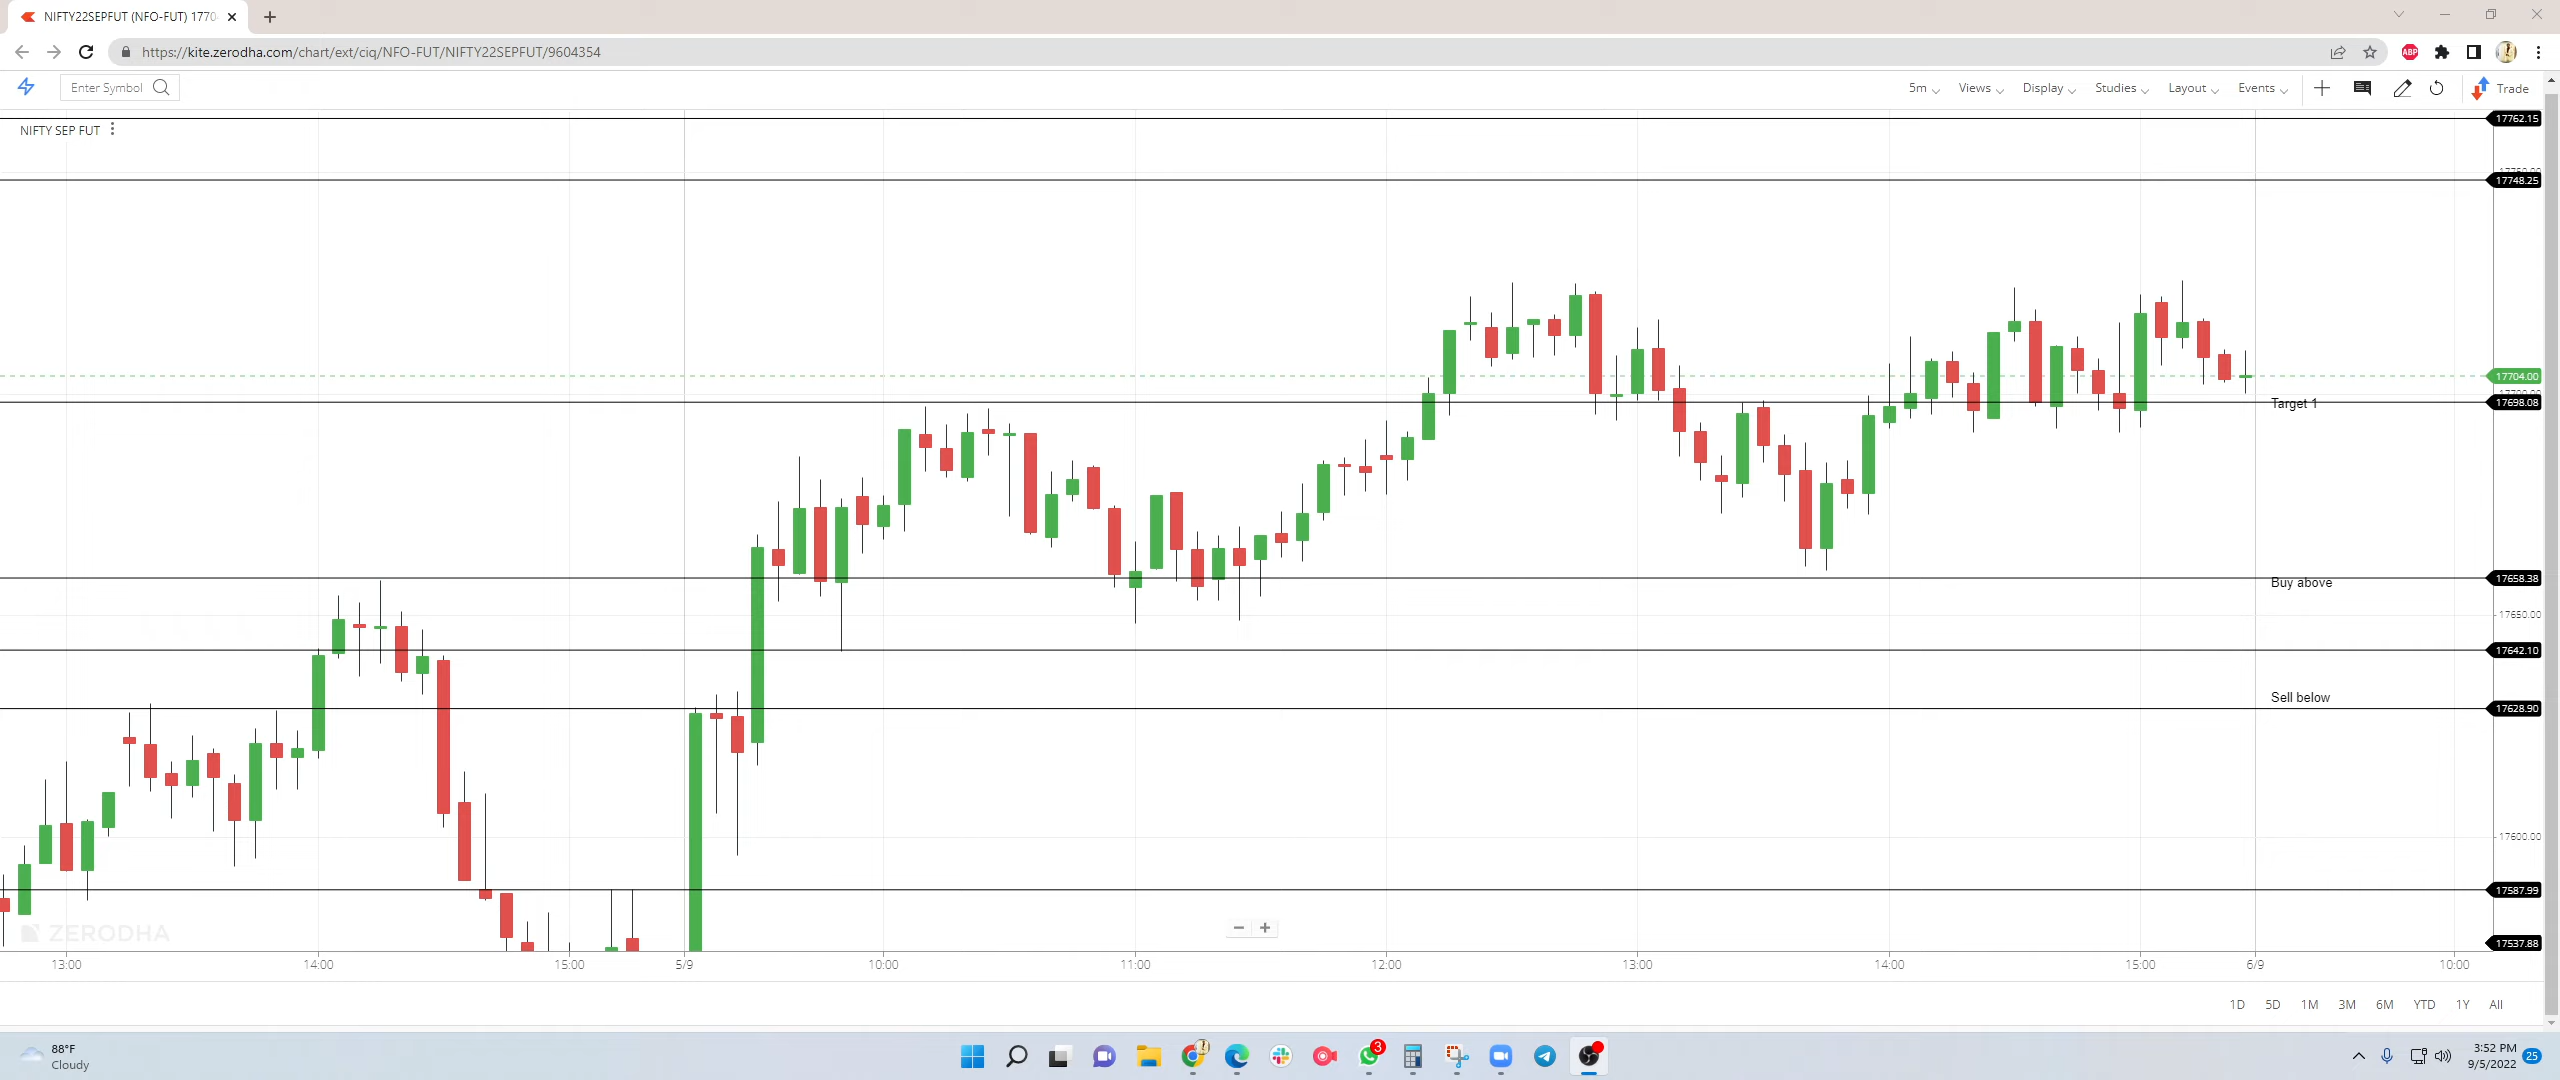 NIFTY22SEPFUT (NFO-FUT) 1770
https://kite.zerodha.com/chart/ext/ciq/NFO-FUT/NIFTY22SEPFUT/9604354
ABP
Enter Symbol
5m Views Display Studies Layout Events Trade
NIFTY SEP FUT
17762.15
17748.25
17704.00
17698.08
Target 1
17658.38
Buy above
17650.00
17642.10
Sell below
17628.90
17600.00
17587.99
ZERODHA
17537.88
13:00 14:00 15:00 5/9 10:00 11:00 12:00 13:00 14:00 15:00 6/9 10:00
1D 5D 1M 3M 6M YTD 1Y All
88°F
Cloudy
3
3:52 PM
9/5/2022
25